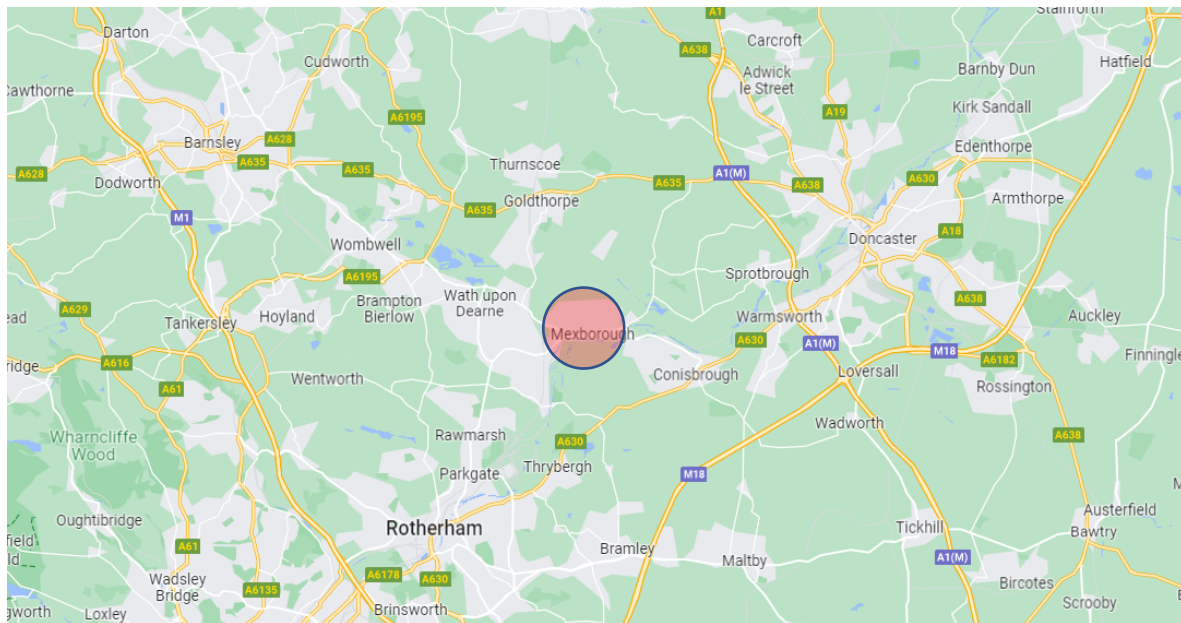 A1
Stainforth
Darton
A638
Carcroft
Cudworth
Hatfield
Adwick
le Street
Barnby Dun
Cawthorne
A6195
A19
Kirk Sandall
A628
Barnsley
Edenthorpe
A635
Thurnscoe
A628
A635
A1(M)
A630
Dodworth
A635
A638
Goldthorpe
Armthorpe
A635
M1
A18
Doncaster
Wombwell
Sprotbrough
A6195
Wath upon
Dearne
Brampton
Bierlow
A638
A629
Hoyland
Warmsworth
Auckley
Tankersley
Mexborough
A630
A1(M)
M18
A6182
Finningley
A616
Loversall
Conisbrough
Wentworth
A61
Rossington
Wadworth
Rawmarsh
Wharncliffe
Wood
A630
A638
Thrybergh
Parkgate
M18
Austerfield
Oughtibridge
Rotherham
Tickhill
Bawtry
A61
Bramley
Maltby
A1(M)
Wadsley
Bridge
A6178
A630
Bircotes
A6135
Scrooby
Loxley
Brinsworth